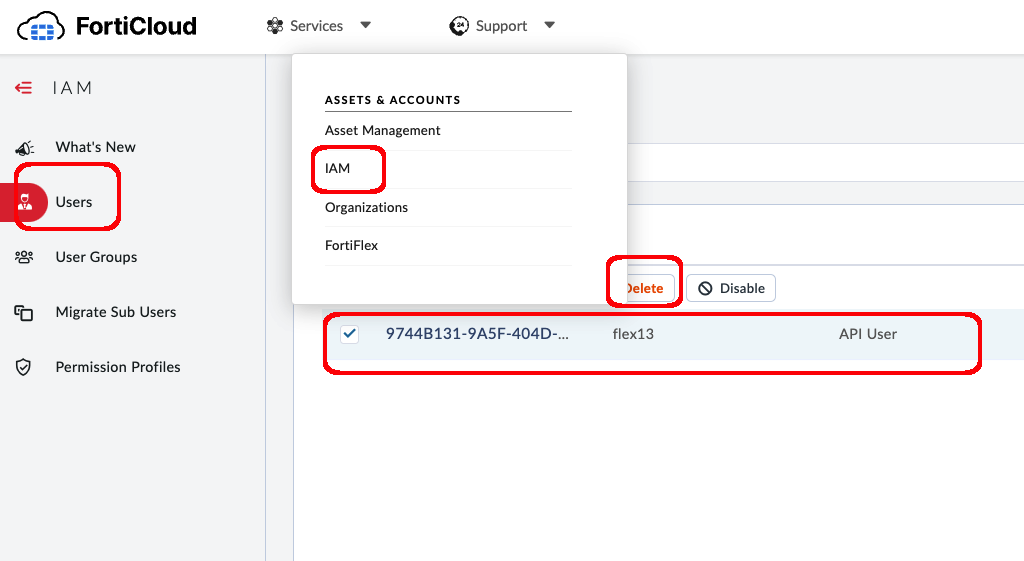 FortiCloud
Services
24
Support
IAM
What's New
Users
User Groups
Migrate Sub Users
Permission Profiles
ASSETS & ACCOUNTS
Asset Management
IAM
Organizations
FortiFlex
Delete
Disable
9744B131-9A5F-404D-...
flex13
API User